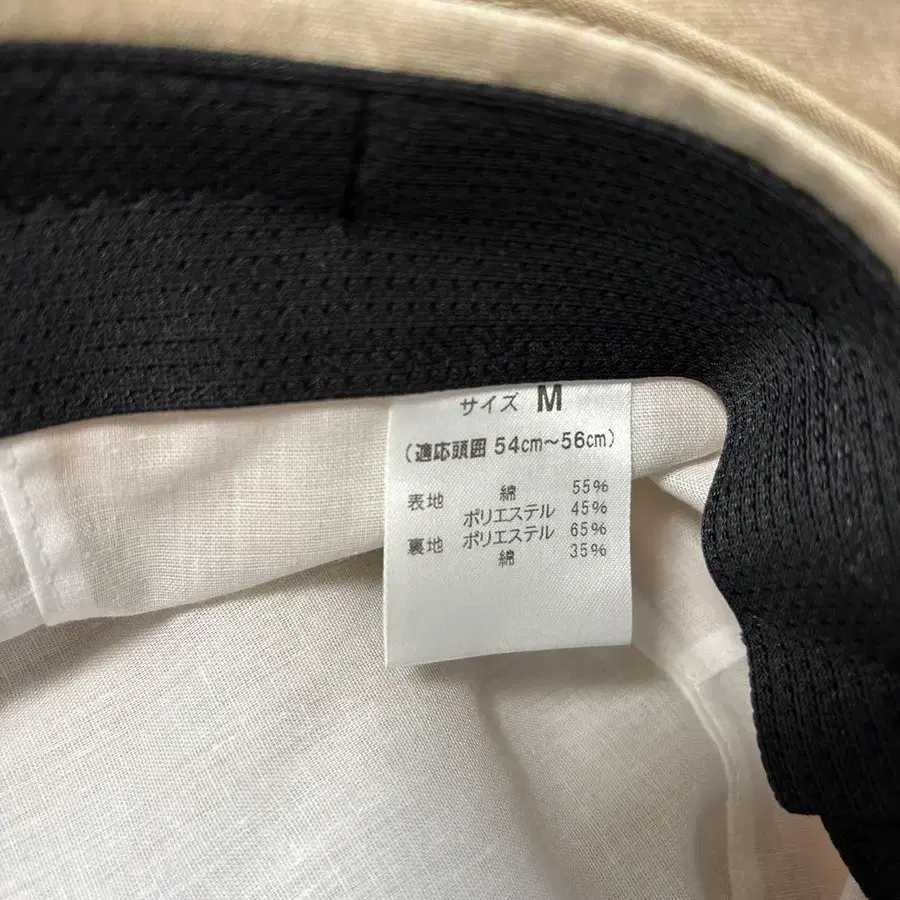 サイズ M
(適応頭囲 54cm～56cm)
表地 綿 55%
ポリエステル 45%
裏地 ポリエステル 65%
綿 35%